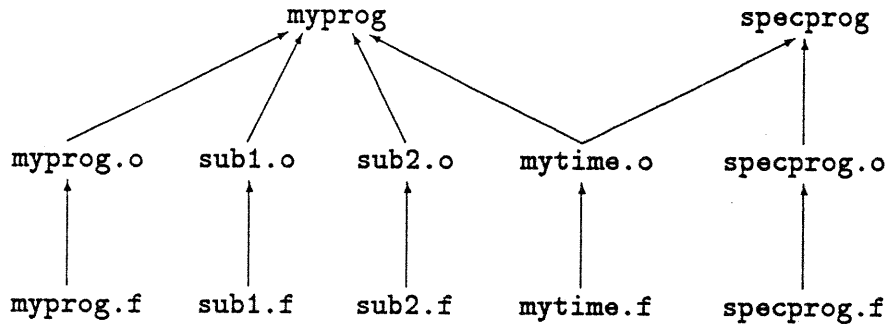 myprog specprog
myprog.o sub1.o sub2.o mytime.o specprog.o
myprog.f sub1.f sub2.f mytime.f specprog.f